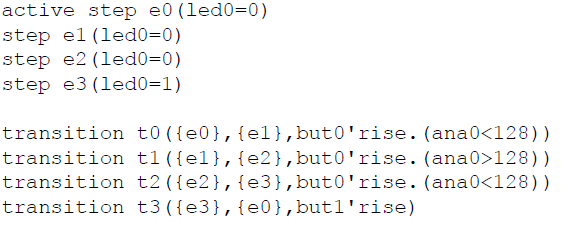 active step e0(led0=0)
step e1(led0=0)
step e2(led0=0)
step e3(led0=1)
transition t0({e0},{e1},but0'rise.(ana0<128))
transition t1({e1},{e2},but0'rise.(ana0>128))
transition t2({e2},{e3},but0'rise.(ana0<128))
transition t3({e3},{e0},but1'rise)